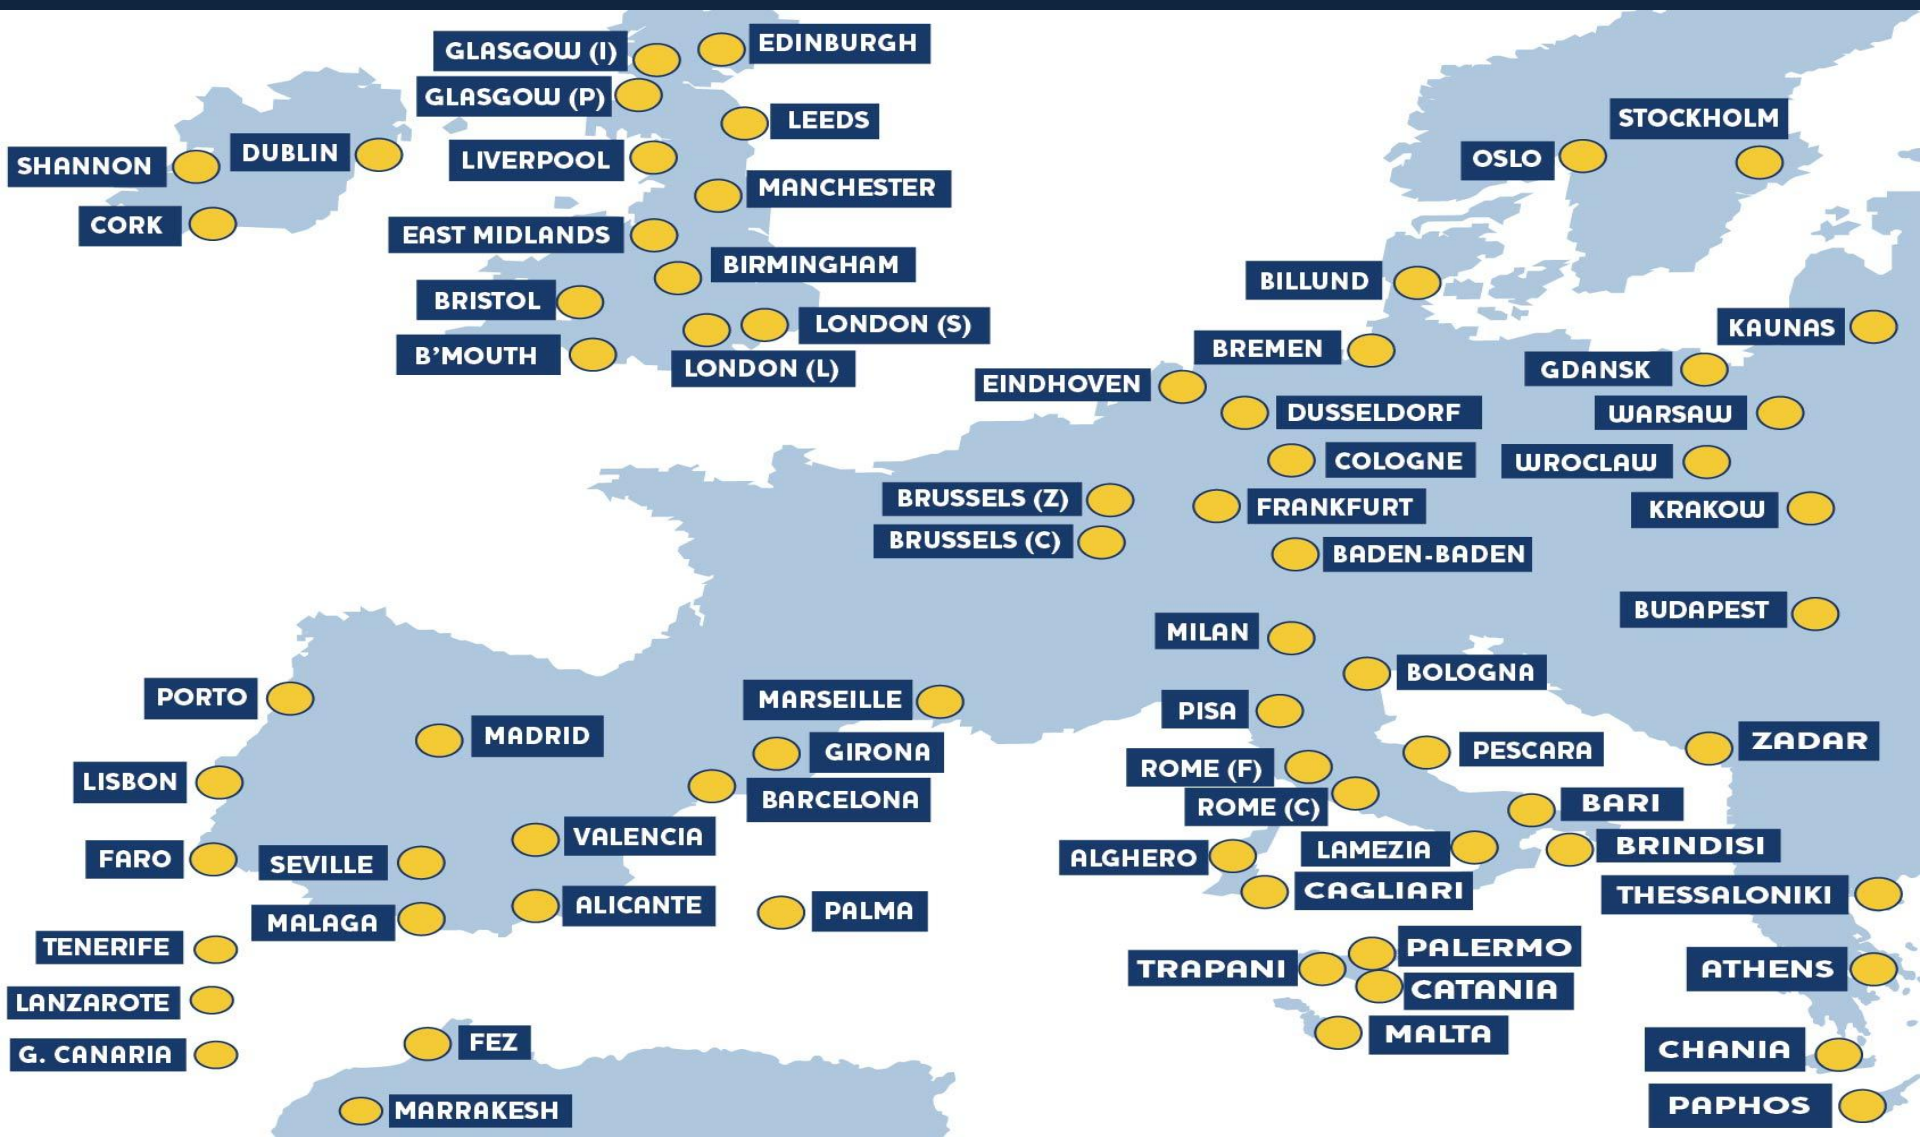 GLASGOW (I)
EDINBURGH
GLASGOW (P)
LEEDS
STOCKHOLM
SHANNON
DUBLIN
LIVERPOOL
OSLO
MANCHESTER
CORK
EAST MIDLANDS
BIRMINGHAM
BILLUND
BRISTOL
LONDON (S)
KAUNAS
B'MOUTH
LONDON (L)
BREMEN
GDANSK
EINDHOVEN
DUSSELDORF
WARSAW
COLOGNE
WROCLAW
BRUSSELS (Z)
FRANKFURT
KRAKOW
BRUSSELS (C)
BADEN-BADEN
BUDAPEST
MILAN
BOLOGNA
PORTO
MARSEILLE
PISA
MADRID
GIRONA
PESCARA
ZADAR
LISBON
ROME (F)
BARCELONA
ROME (C)
BARI
FARO
SEVILLE
VALENCIA
ALGHERO
LAMEZIA
BRINDISI
CAGLIARI
THESSALONIKI
MALAGA
ALICANTE
PALMA
TENERIFE
TRAPANI
PALERMO
ATHENS
LANZAROTE
CATANIA
G. CANARIA
FEZ
MALTA
CHANIA
MARRAKESH
PAPHOS